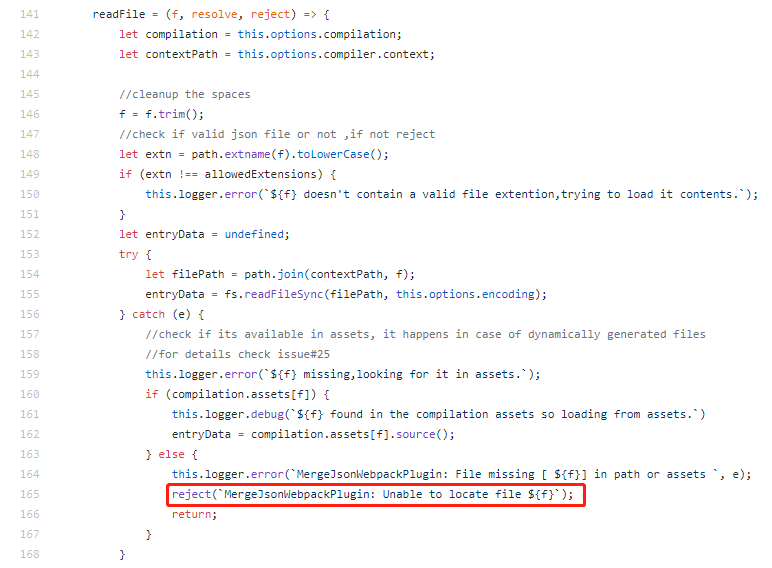 141 readFile = (f, resolve, reject) => {
142 let compilation = this.options.compilation;
143 let contextPath = this.options.compiler.context;
144
145 //cleanup the spaces
146 f = f.trim();
147 //check if valid json file or not ,if not reject
148 let extn = path.extname(f).toLowerCase();
149 if (extn !== allowedExtensions) {
150 this.logger.error(`${f} doesn't contain a valid file extention,trying to load it contents.`);
151 }
152 let entryData = undefined;
153 try {
154 let filePath = path.join(contextPath, f);
155 entryData = fs.readFileSync(filePath, this.options.encoding);
156 } catch (e) {
157 //check if its available in assets, it happens in case of dynamically generated files
158 //for details check issue#25
159 this.logger.error(`${f} missing,looking for it in assets.`);
160 if (compilation.assets[f]) {
161 this.logger.debug(`${f} found in the compilation assets so loading from assets.`)
162 entryData = compilation.assets[f].source();
163 } else {
164 this.logger.error(`MergeJsonWebpackPlugin: File missing [ ${f}] in path or assets `, e);
165 reject(`MergeJsonWebpackPlugin: Unable to locate file ${f}`);
166 return;
167 }
168 }